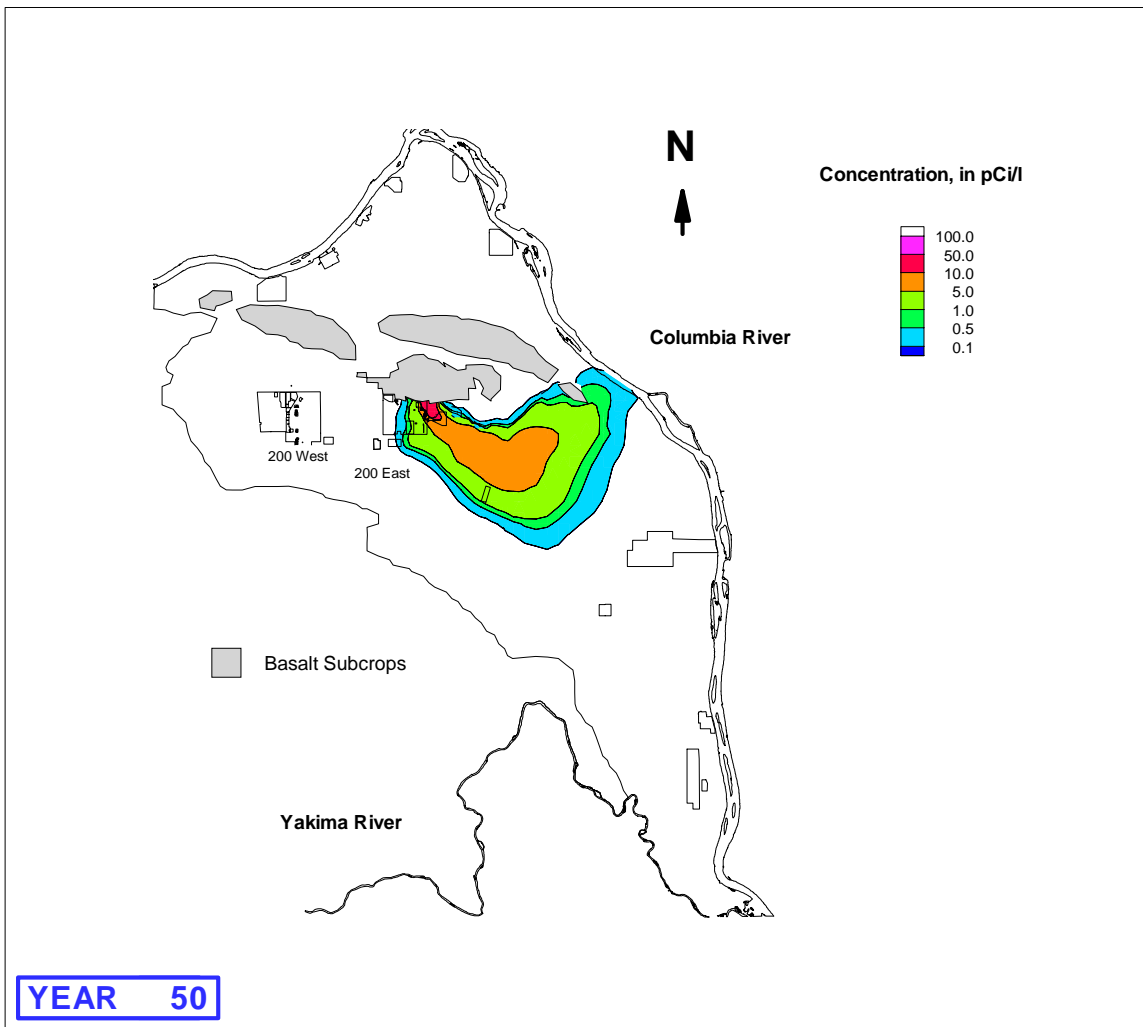 N
Concentration, in pCi/l
100.0
50.0
10.0
5.0
1.0
0.5
0.1
Columbia River
200 West
200 East
Basalt Subcrops
Yakima River
YEAR 50